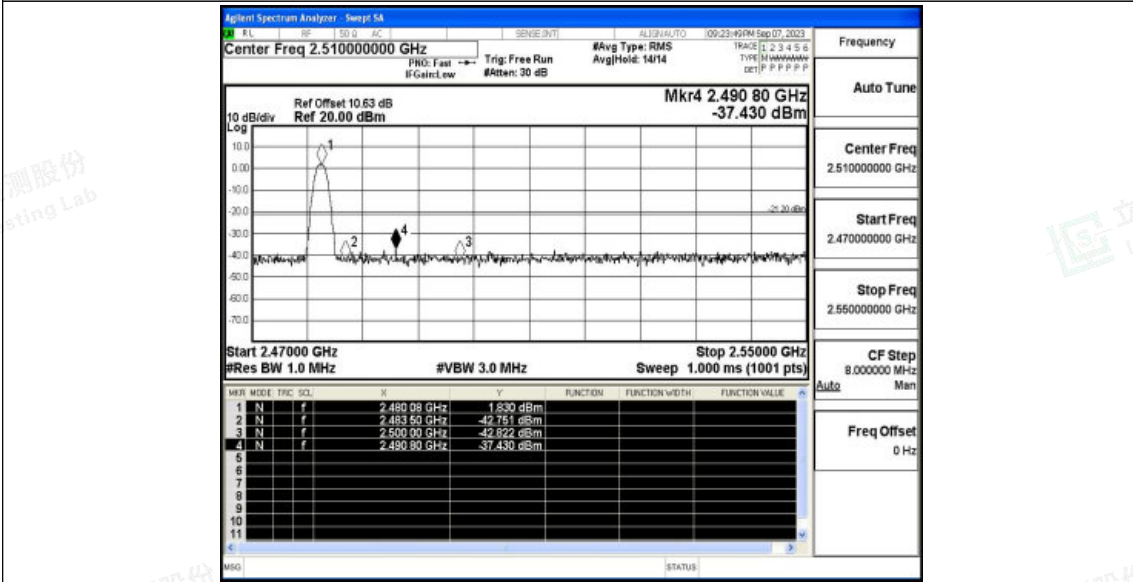 Agilent Spectrum Analyzer - Swept SA
RL RF 50 Ω AC SENSE:INT ALIGNAUTO 09:23:49PM Sep 07, 2023
Center Freq 2.510000000 GHz
PNO: Fast
IFGain:Low
Trig: Free Run
#Atten: 30 dB
#Avg Type: RMS
Avg|Hold: 14/14
TRACE 1 2 3 4 5 6
TYPE M WWWWW
DET P P P P P P
Frequency
Auto Tune
Center Freq
2.510000000 GHz
Start Freq
2.470000000 GHz
Stop Freq
2.550000000 GHz
CF Step
8.000000 MHz
Auto Man
Freq Offset
0 Hz
Mkr4 2.490 80 GHz
-37.430 dBm
Ref Offset 10.63 dB
10 dB/div Ref 20.00 dBm
Log
10.0
0.00
-10.0
-20.0
-30.0
-40.0
-50.0
-60.0
-70.0
1
2
4
3
-21.20 dBm
Start 2.47000 GHz Stop 2.55000 GHz
#Res BW 1.0 MHz #VBW 3.0 MHz Sweep 1.000 ms (1001 pts)
MKR MODE TRC SCL X Y FUNCTION FUNCTION WIDTH FUNCTION VALUE
1 N f 2.480 08 GHz 1.830 dBm
2 N f 2.483 50 GHz -42.751 dBm
3 N f 2.500 00 GHz -42.822 dBm
4 N f 2.490 80 GHz -37.430 dBm
5
6
7
8
9
10
11
MSG STATUS
测股份
sting Lab
立